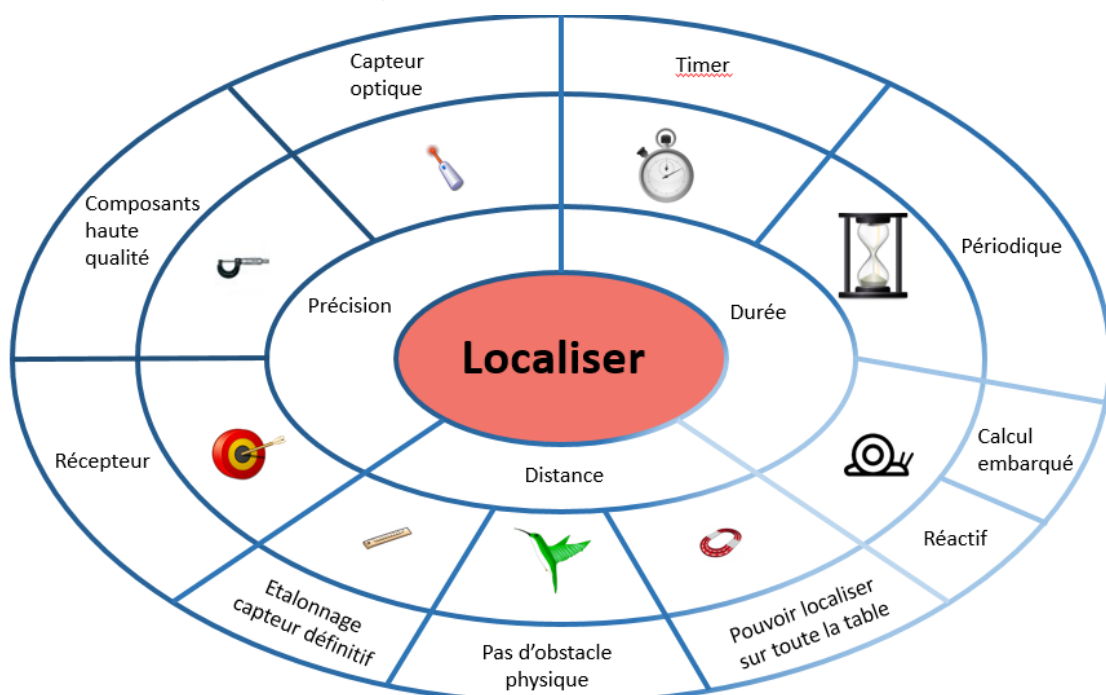 Capteur
optique
Timer
Composants
haute
qualité
Périodique
Précision
Durée
Localiser
Récepteur
Distance
Calcul
embarqué
Réactif
Etalonnage
capteur définitif
Pas d'obstacle
physique
Pouvoir localiser
sur toute la table